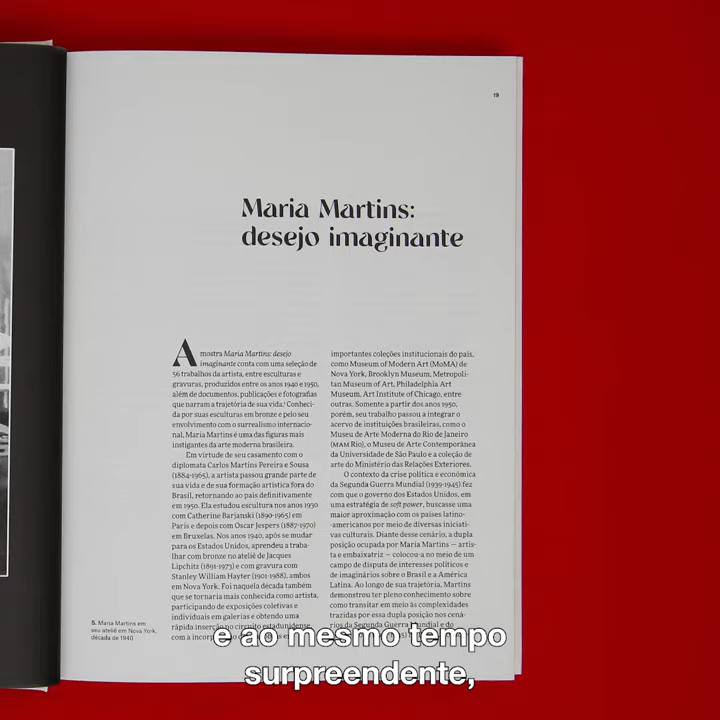 19
Maria Martins:
desejo imaginante
A mostra Maria Martins: desejo
imaginante conta com uma seleção de
56 trabalhos da artista, entre esculturas e
gravuras, produzidos entre os anos 1940 e 1950,
além de documentos, publicações e fotografias
que narram a trajetória de sua vida.¹ Conheci-
da por suas esculturas em bronze e pelo seu
envolvimento com o surrealismo internacio-
nal, Maria Martins é uma das figuras mais
instigantes da arte moderna brasileira.
Em virtude de seu casamento com o
diplomata Carlos Martins Pereira e Sousa
(1884-1965), a artista passou grande parte de
sua vida e de sua formação artística fora do
Brasil, retornando ao país definitivamente
em 1950. Ela estudou escultura nos anos 1930
com Catherine Barjanski (1890-1965) em
Paris e depois com Oscar Jespers (1887-1970)
em Bruxelas. Nos anos 1940, após se mudar
para os Estados Unidos, aprendeu a traba-
lhar com bronze no ateliê de Jacques
Lipchitz (1891-1973) e com gravura com
Stanley William Hayter (1901-1988), ambos
em Nova York. Foi naquela década também
que se tornaria mais conhecida como artista,
participando de exposições coletivas e
individuais em galerias e obtendo uma
rápida inserção no circuito estadunidense,
com a incorpo
importantes coleções institucionais do país,
como Museum of Modern Art (MoMA) de
Nova York, Brooklyn Museum, Metropoli-
tan Museum of Art, Philadelphia Art
Museum, Art Institute of Chicago, entre
outras. Somente a partir dos anos 1950,
porém, seu trabalho passou a integrar o
acervo de instituições brasileiras, como o
Museu de Arte Moderna do Rio de Janeiro
(MAM Rio), o Museu de Arte Contemporânea
da Universidade de São Paulo e a coleção de
arte do Ministério das Relações Exteriores.
O contexto da crise política e econômica
da Segunda Guerra Mundial (1939-1945) fez
com que o governo dos Estados Unidos, em
uma estratégia de soft power, buscasse uma
maior aproximação com os países latino-
-americanos por meio de diversas iniciati-
vas culturais. Diante desse cenário, a dupla
posição ocupada por Maria Martins — artis-
ta e embaixatriz — colocou-a no meio de um
campo de disputa de interesses políticos e
de imaginários sobre o Brasil e a América
Latina. Ao longo de sua trajetória, Martins
demonstrou ter pleno conhecimento sobre
como transitar em meio às complexidades
trazidas por essa dupla posição nos cená-
rios da Segunda Guerra Mundial e do
5. Maria Martins em
seu ateliê em Nova York,
década de 1940
e ao mesmo tempo
surpreendente,